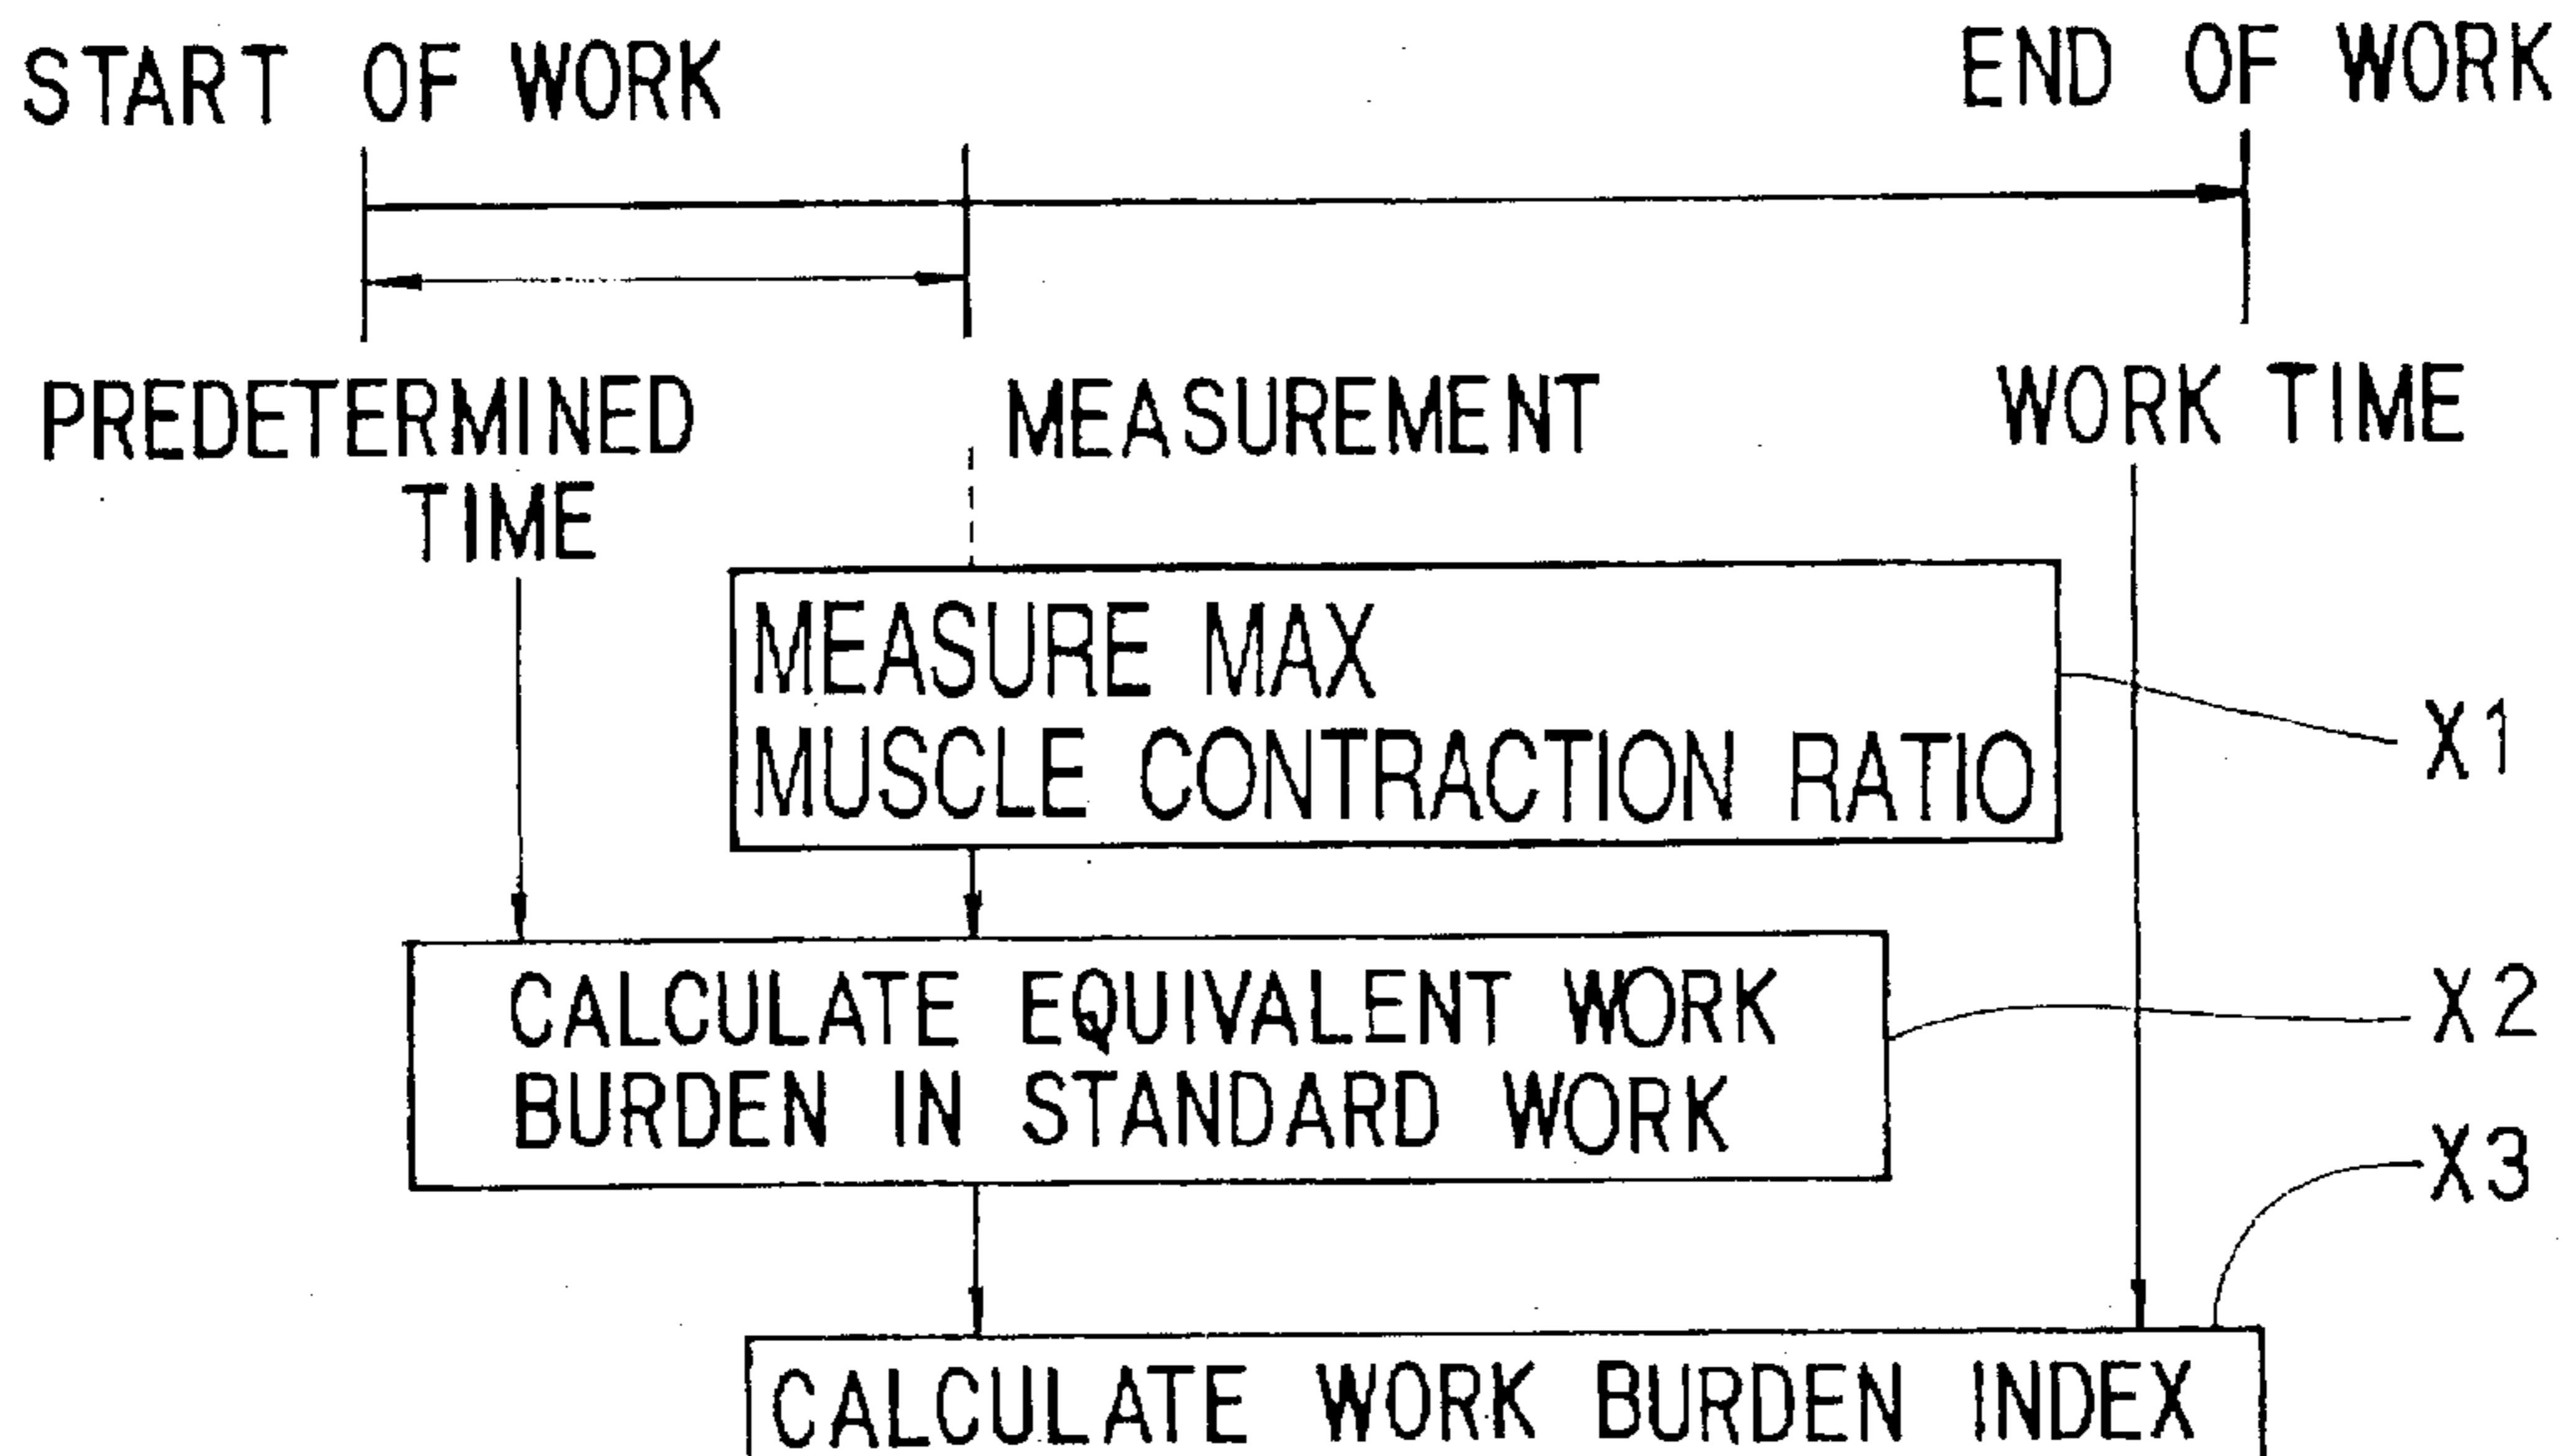 START OF WORK
END OF WORK
PREDETERMINED
TIME
MEASUREMENT
WORK TIME
MEASURE MAX
MUSCLE CONTRACTION RATIO
X1
CALCULATE EQUIVALENT WORK
BURDEN IN STANDARD WORK
X2
X3
CALCULATE WORK BURDEN INDEX